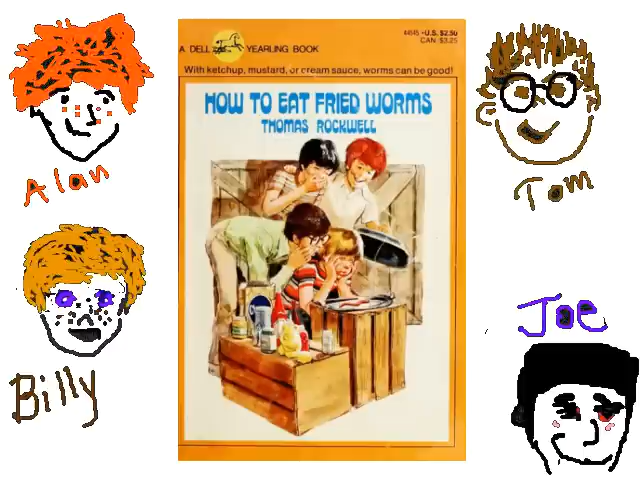 44545 • U.S. $2.50
CAN. $3.25
A DELL YEARLING BOOK
With ketchup, mustard, or cream sauce, worms can be good!
HOW TO EAT FRIED WORMS
THOMAS ROCKWELL
Alan
Tom
Billy
Joe